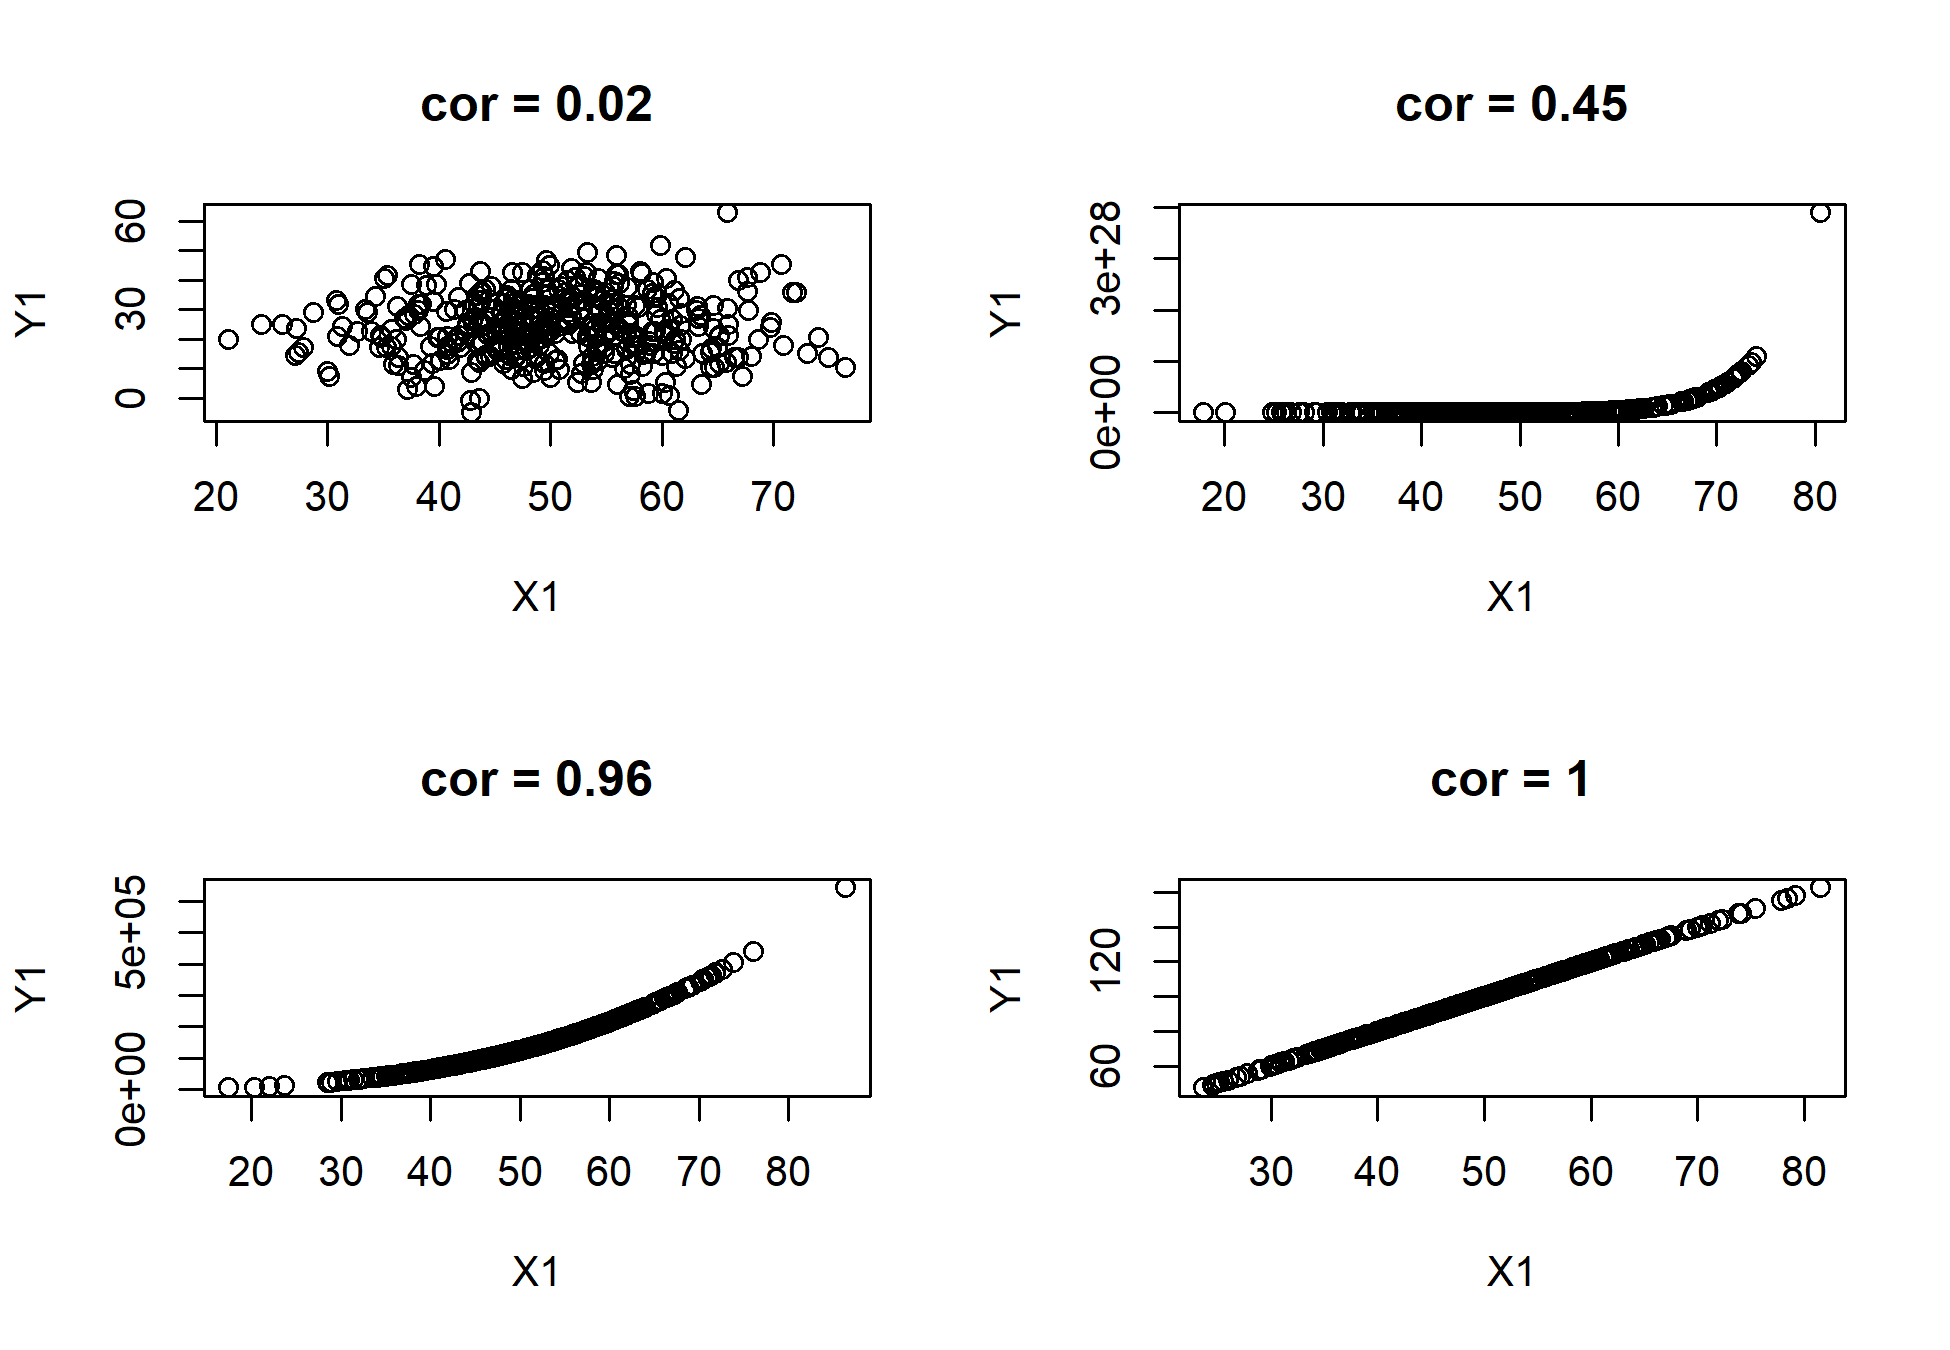 cor = 0.02
Y1
0 30 60
20 30 40 50 60 70
X1
cor = 0.45
Y1
0e+00 3e+28
20 30 40 50 60 70 80
X1
cor = 0.96
Y1
0e+00 5e+05
20 30 40 50 60 70 80
X1
cor = 1
Y1
60 120
30 40 50 60 70 80
X1